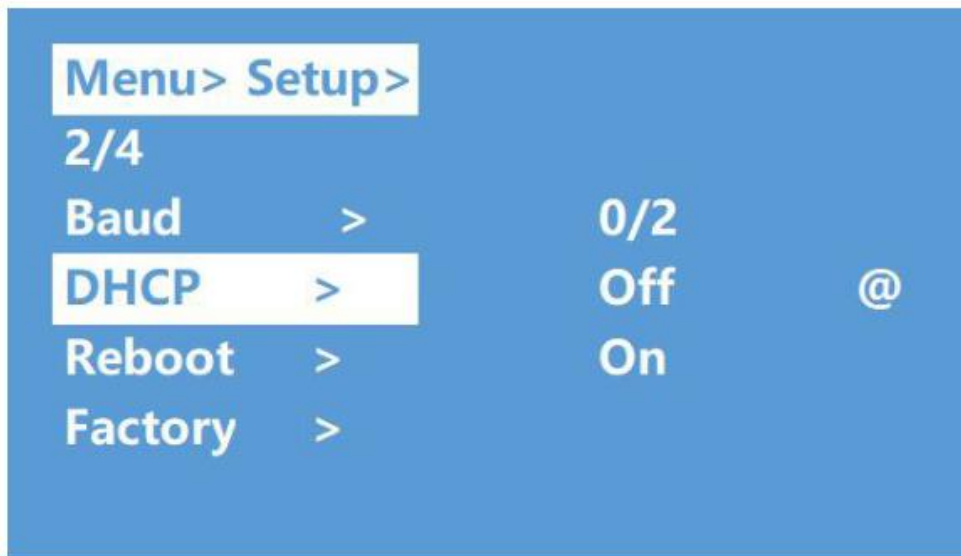 Menu> Setup>
2/4
Baud > 0/2
DHCP > Off @
Reboot > On
Factory >